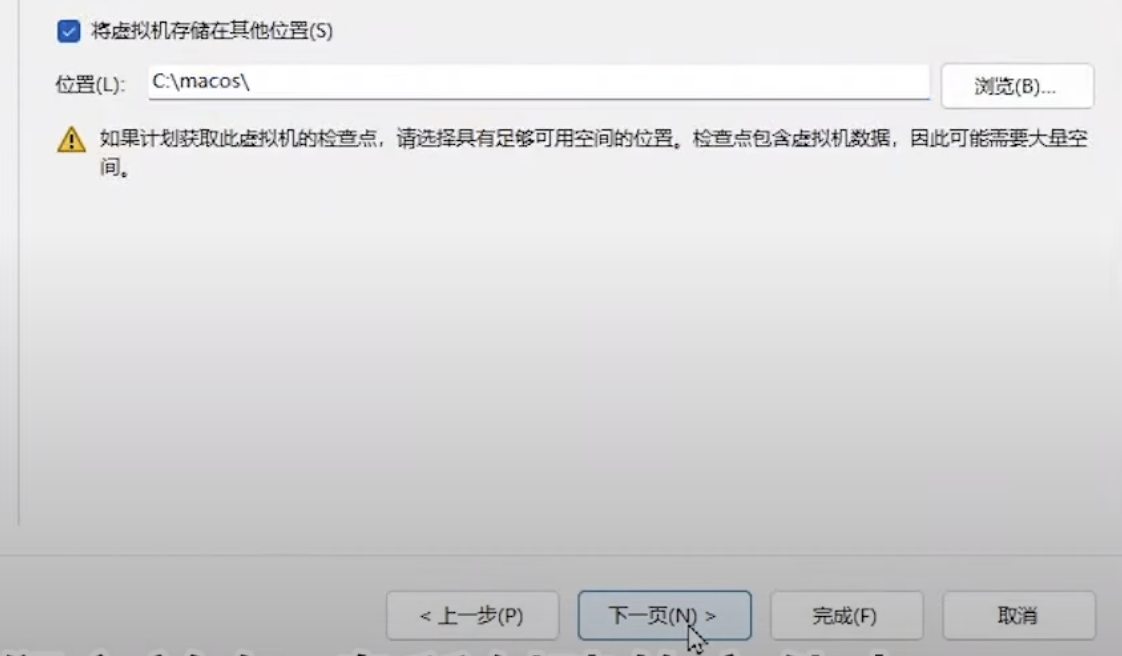 将虚拟机存储在其他位置(S)
位置(L): C:\macos\ 浏览(B)...
如果计划获取此虚拟机的检查点，请选择具有足够可用空间的位置。检查点包含虚拟机数据，因此可能需要大量空
间。
< 上一步(P) 下一页(N) > 完成(F) 取消